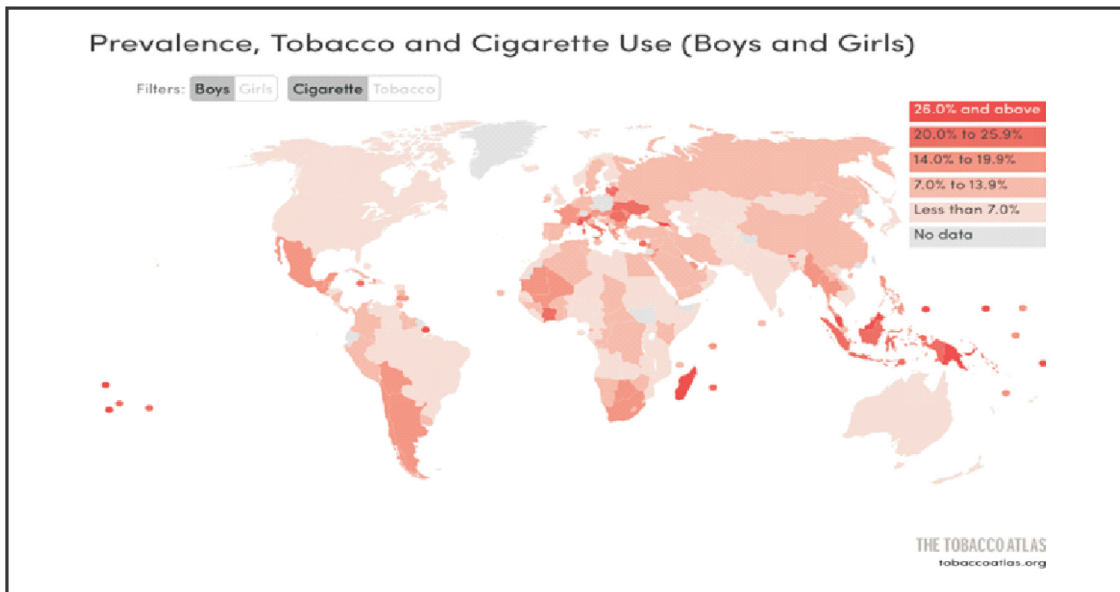 Prevalence, Tobacco and Cigarette Use (Boys and Girls)
Filters: Boys Girls Cigarette Tobacco
26.0% and above
20.0% to 25.9%
14.0% to 19.9%
7.0% to 13.9%
Less than 7.0%
No data
THE TOBACCO ATLAS
tobaccoatlas.org